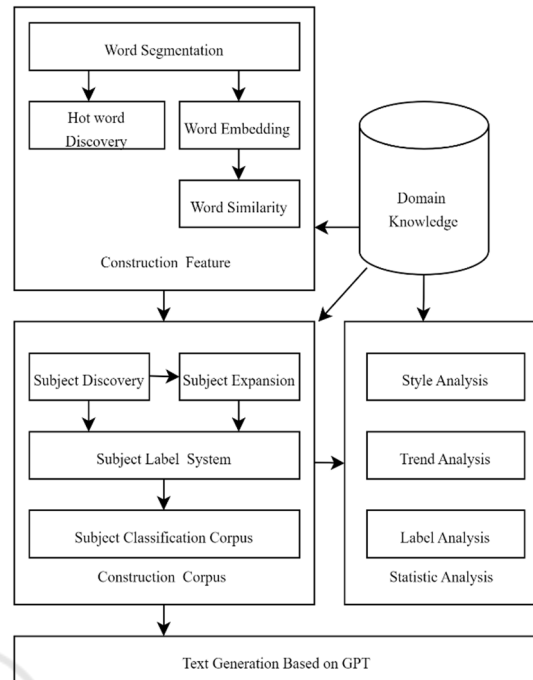 Word Segmentation
Hot word
Discovery
Word Embedding
Word Similarity
Construction Feature
Domain
Knowledge
Subject Discovery
Subject Expansion
Subject Label System
Subject Classification Corpus
Construction Corpus
Style Analysis
Trend Analysis
Label Analysis
Statistic Analysis
Text Generation Based on GPT